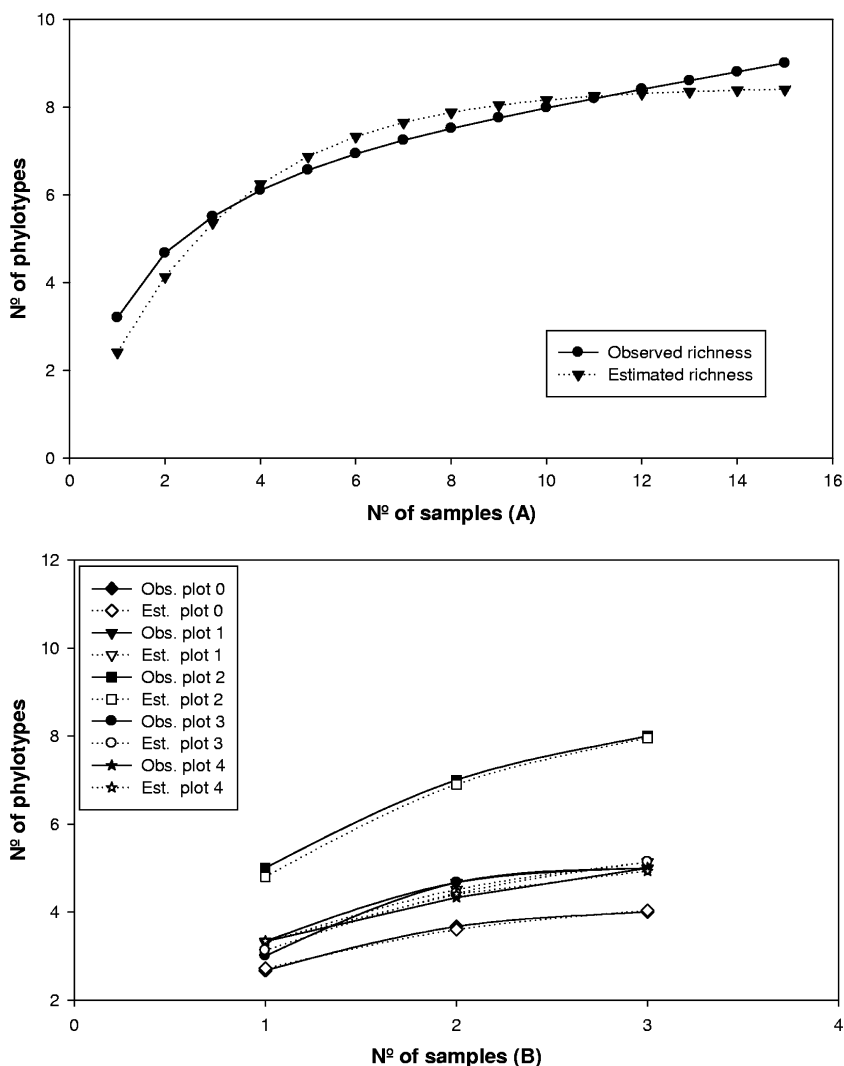 10
8
6
4
2
0
Nº of phylotypes
Observed richness
Estimated richness
0 2 4 6 8 10 12 14 16
Nº of samples (A)
12
10
8
6
4
2
Nº of phylotypes
Obs. plot 0
Est. plot 0
Obs. plot 1
Est. plot 1
Obs. plot 2
Est. plot 2
Obs. plot 3
Est. plot 3
Obs. plot 4
Est. plot 4
0 1 2 3 4
Nº of samples (B)